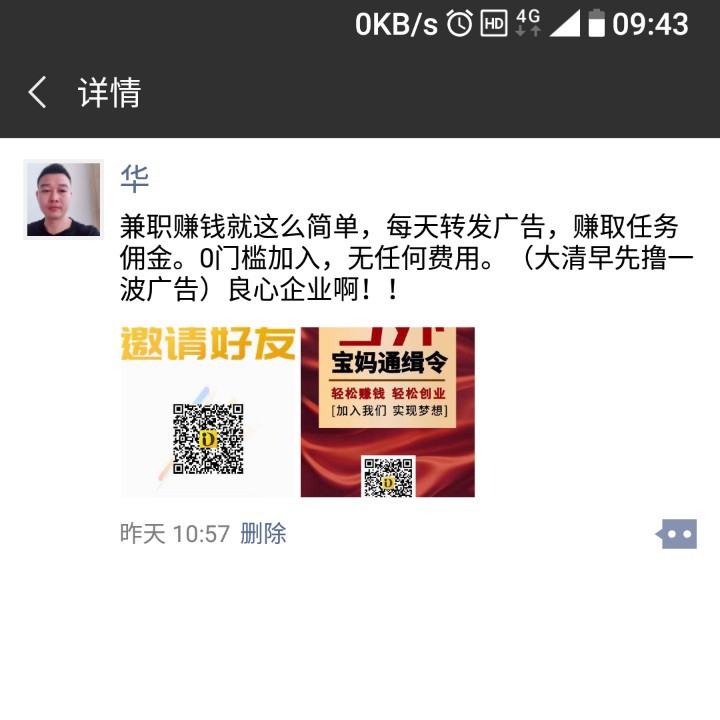 0KB/s HD 4G 09:43
详情
华
兼职赚钱就这么简单，每天转发广告，赚取任务
佣金。0门槛加入，无任何费用。（大清早先撸一
波广告）良心企业啊！！
邀请好友
宝妈通缉令
轻松赚钱 轻松创业
[加入我们 实现梦想]
昨天 10:57 删除